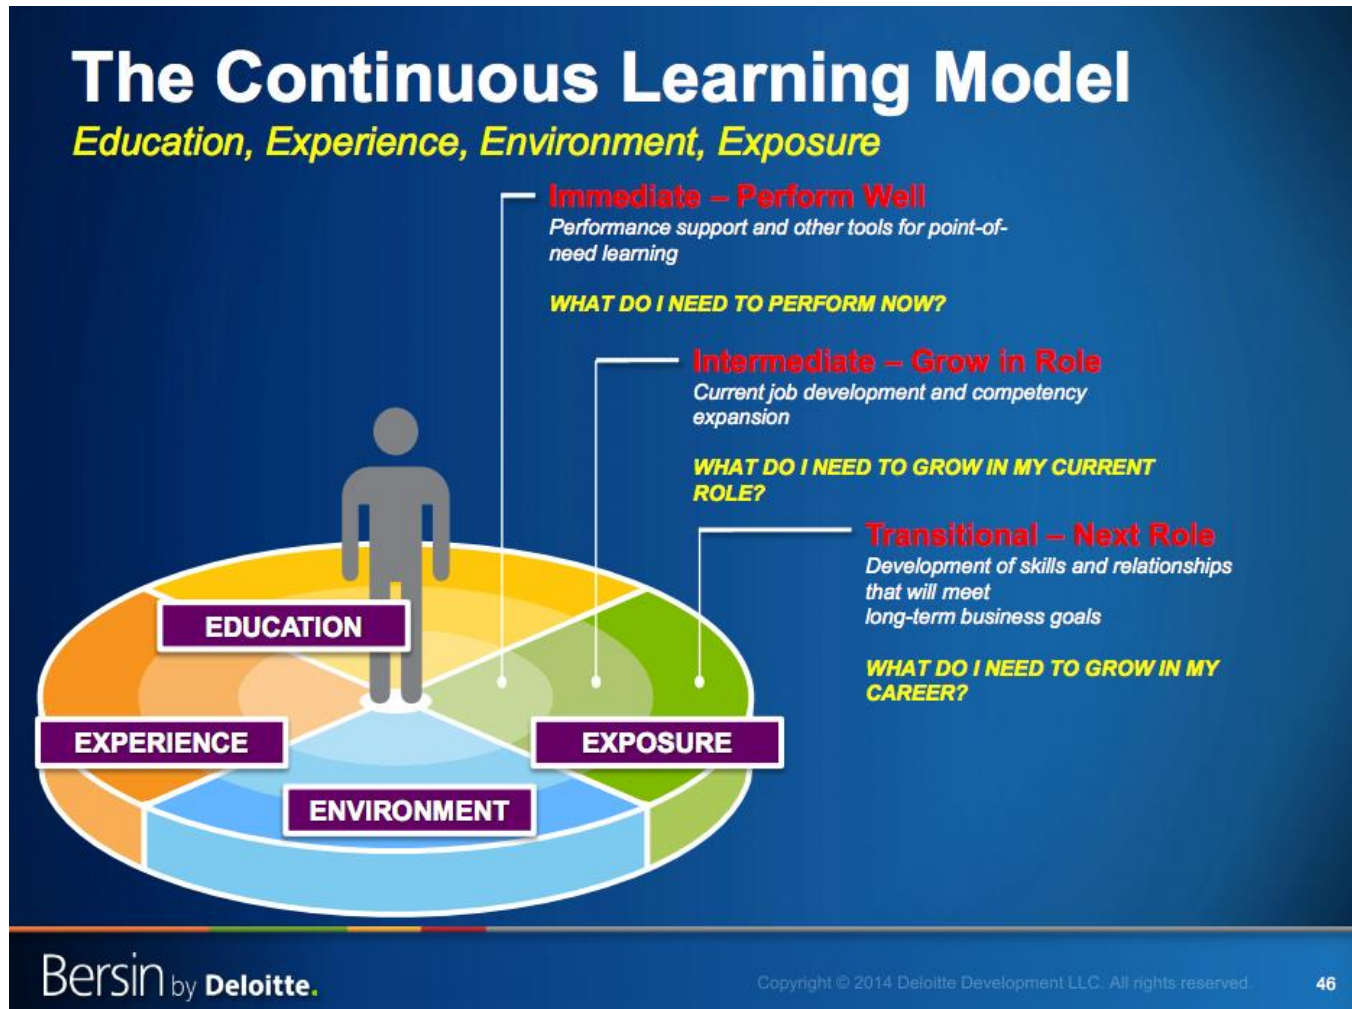 The Continuous Learning Model
Education, Experience, Environment, Exposure
Immediate – Perform Well
Performance support and other tools for point-of-
need learning
WHAT DO I NEED TO PERFORM NOW?
Intermediate – Grow in Role
Current job development and competency
expansion
WHAT DO I NEED TO GROW IN MY CURRENT
ROLE?
Transitional – Next Role
Development of skills and relationships
that will meet
long-term business goals
WHAT DO I NEED TO GROW IN MY
CAREER?
EDUCATION
EXPERIENCE
EXPOSURE
ENVIRONMENT
Bersin by Deloitte.
Copyright © 2014 Deloitte Development LLC. All rights reserved.
46